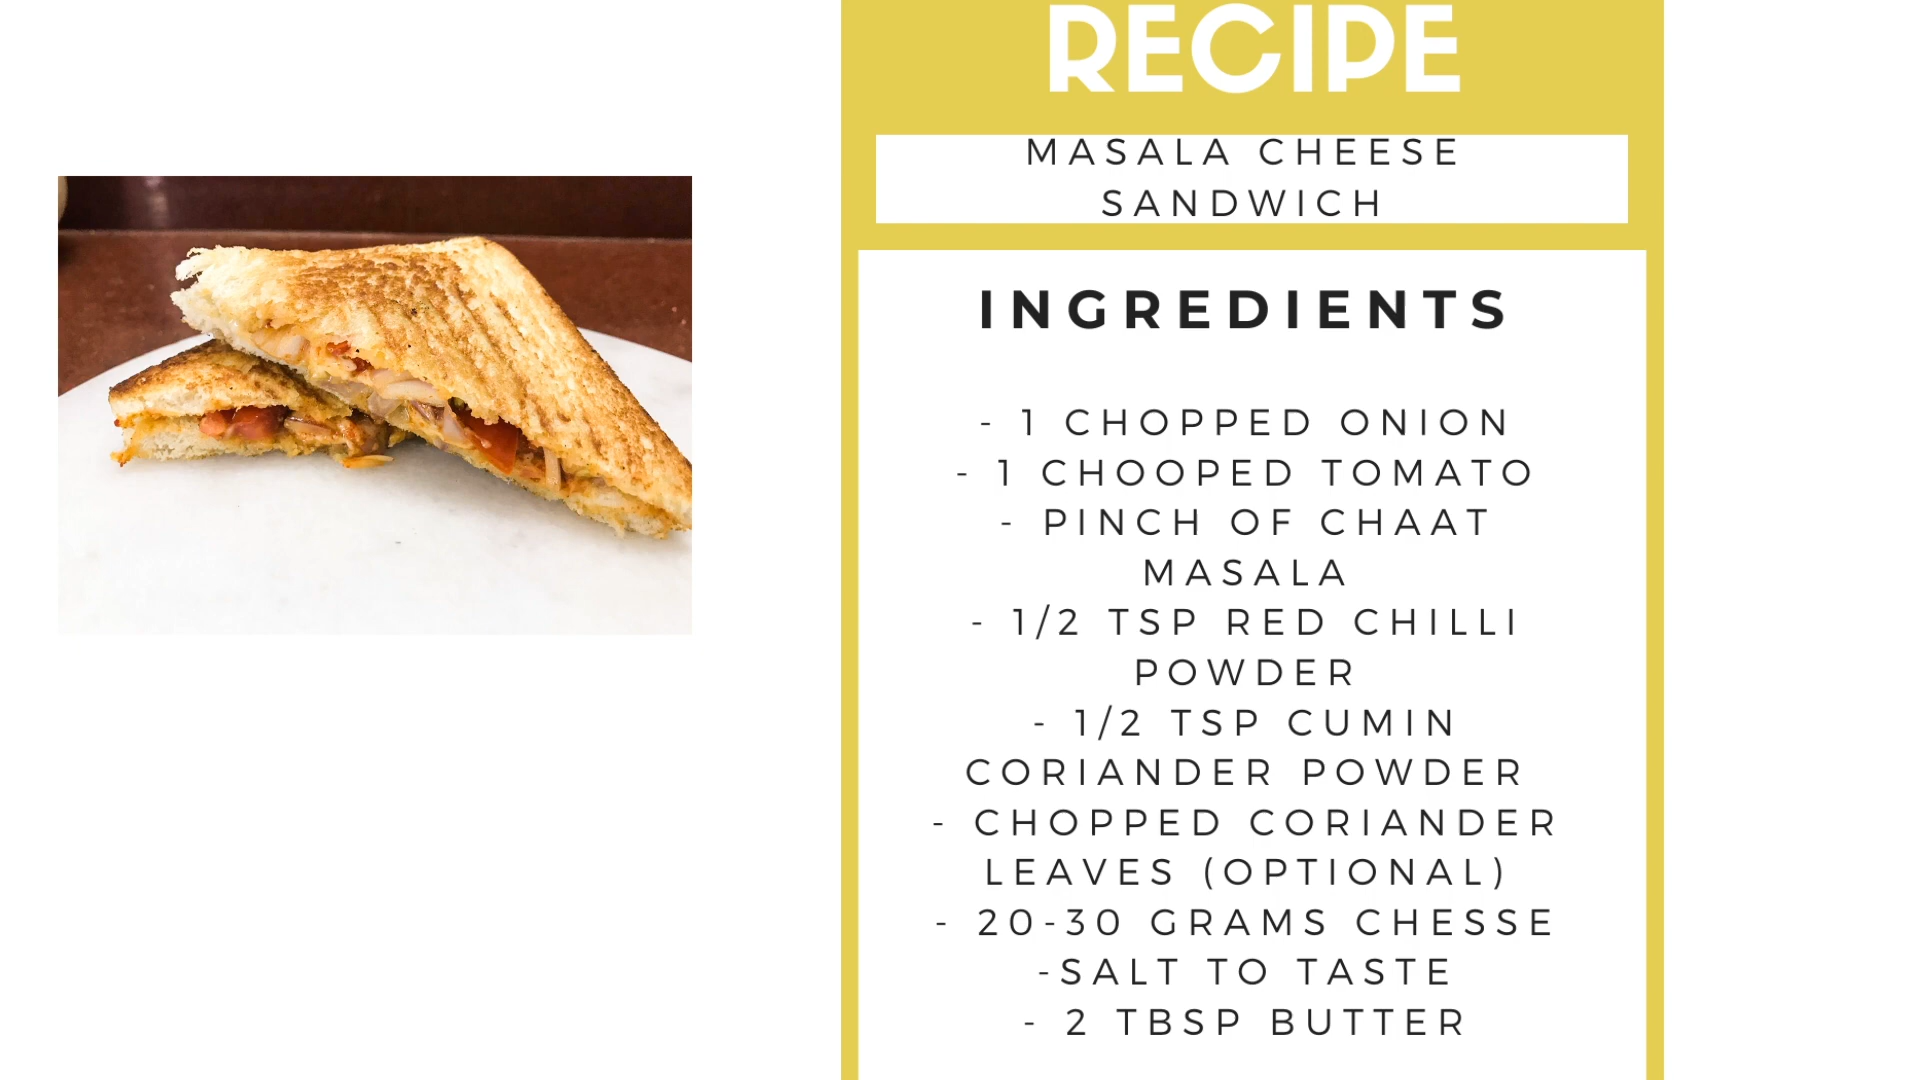 RECIPE
MASALA CHEESE
SANDWICH
INGREDIENTS
- 1 CHOPPED ONION
- 1 CHOOPED TOMATO
- PINCH OF CHAAT
MASALA
- 1/2 TSP RED CHILLI
POWDER
- 1/2 TSP CUMIN
CORIANDER POWDER
- CHOPPED CORIANDER
LEAVES (OPTIONAL)
- 20-30 GRAMS CHESSE
-SALT TO TASTE
- 2 TBSP BUTTER